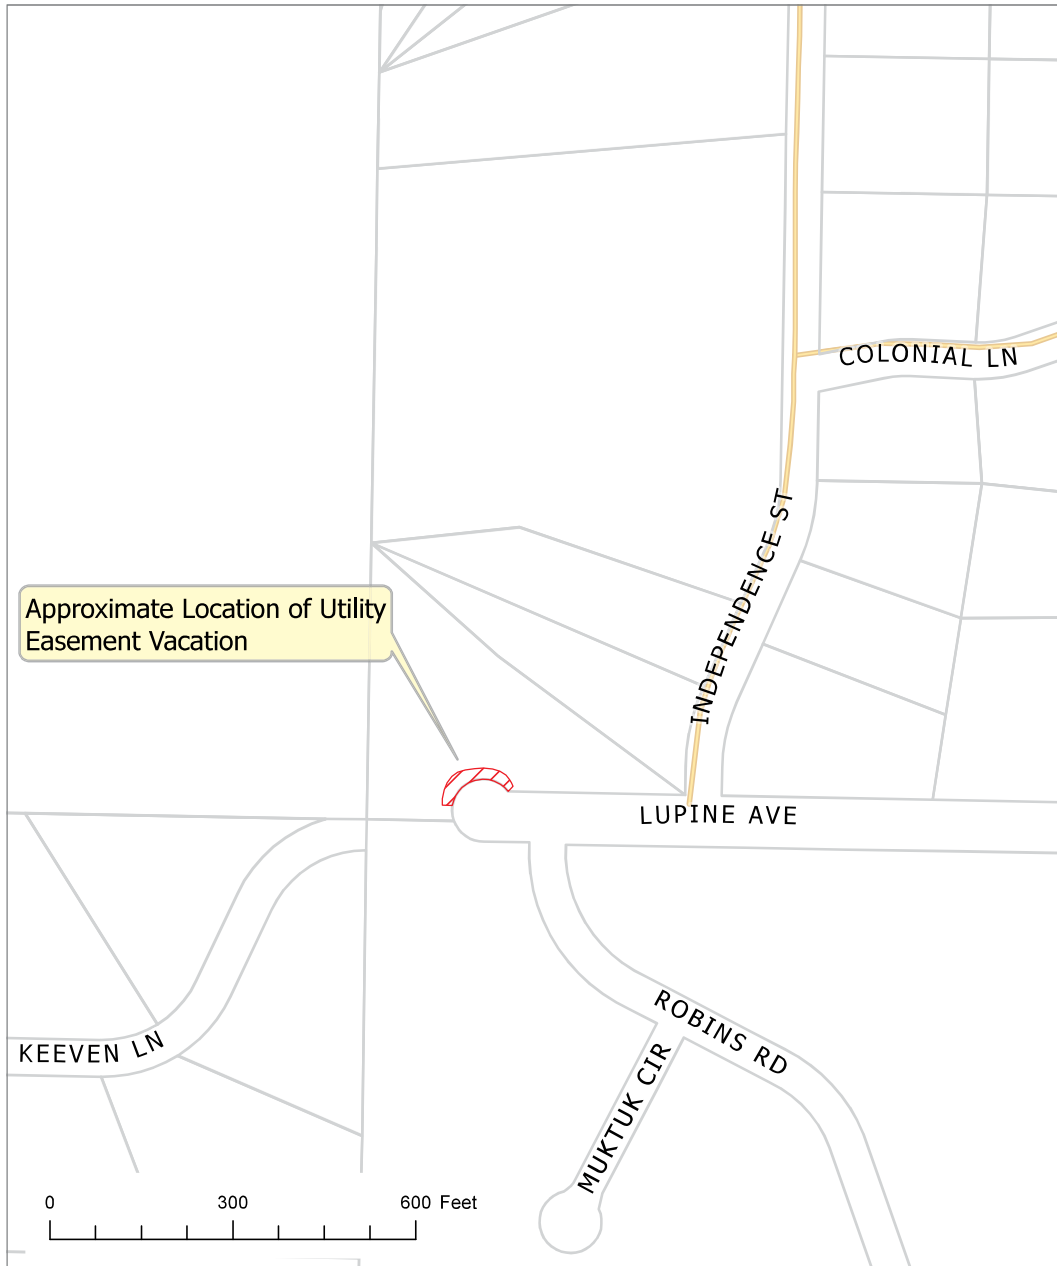 COLONIAL LN
INDEPENDENCE ST
Approximate Location of Utility
Easement Vacation
LUPINE AVE
ROBINS RD
KEEVEN LN
MUKTUK CIR
0 300 600 Feet